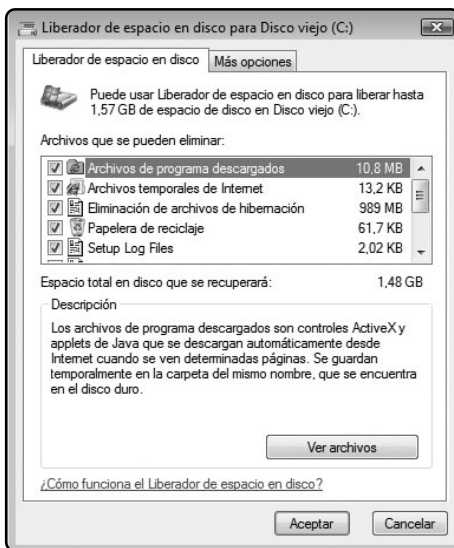 Liberador de espacio en disco para Disco viejo (C:)
Liberador de espacio en disco Más opciones
Puede usar Liberador de espacio en disco para liberar hasta
1,57 GB de espacio de disco en Disco viejo (C:).
Archivos que se pueden eliminar:
Archivos de programa descargados 10,8 MB
Archivos temporales de Internet 13,2 KB
Eliminación de archivos de hibernación 989 MB
Papelera de reciclaje 61,7 KB
Setup Log Files 2,02 KB
Espacio total en disco que se recuperará: 1,48 GB
Descripción
Los archivos de programa descargados son controles ActiveX y
applets de Java que se descargan automáticamente desde
Internet cuando se ven determinadas páginas. Se guardan
temporalmente en la carpeta del mismo nombre, que se encuentra
en el disco duro.
Ver archivos
¿Cómo funciona el Liberador de espacio en disco?
Aceptar Cancelar